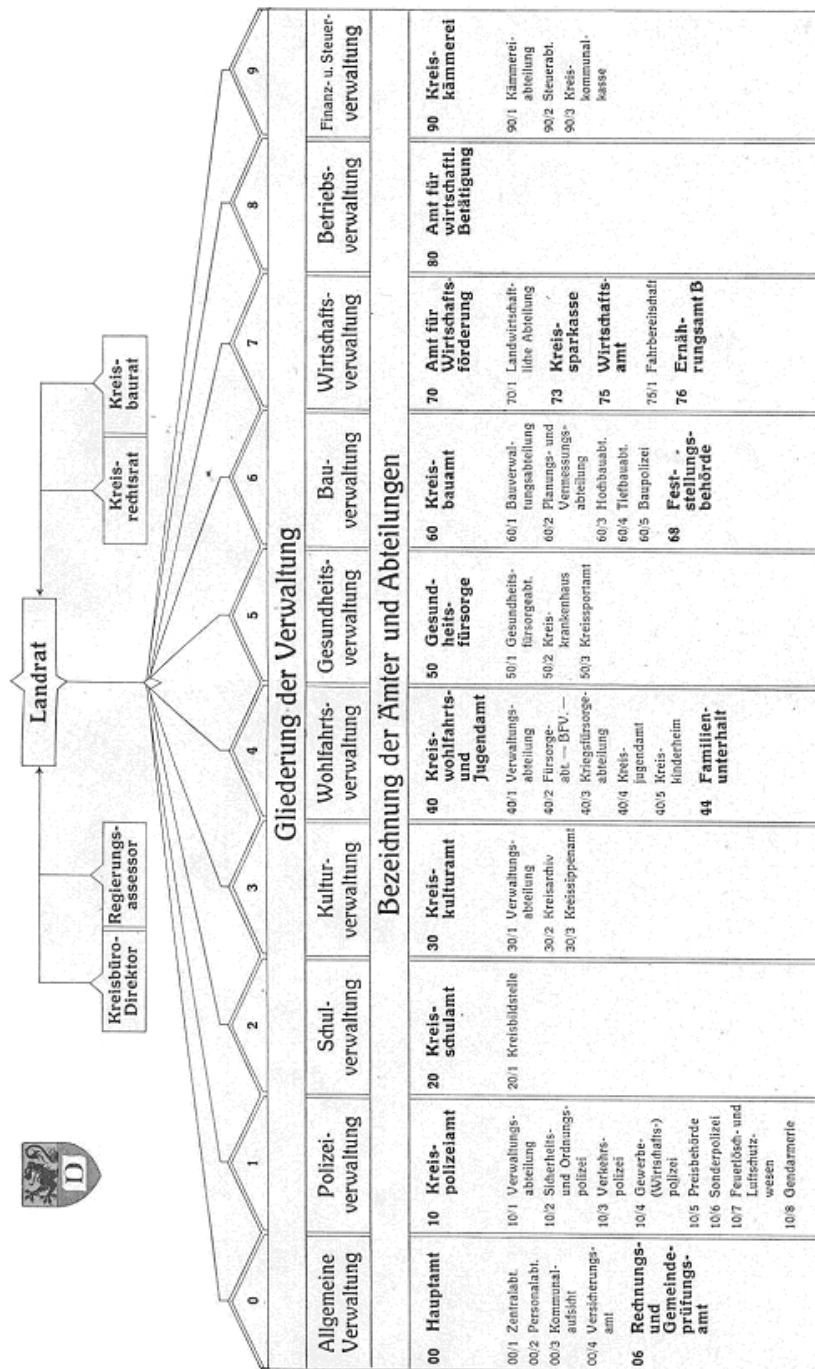 D
Landrat
Kreisbüro-
Direktor
Regierungs-
assessor
Kreis-
rechtsrat
Kreis-
baurat
0
1
2
3
4
5
6
7
8
9
Gliederung der Verwaltung
Allgemeine
Verwaltung
Polizei-
verwaltung
Schul-
verwaltung
Kultur-
verwaltung
Wohlfahrts-
verwaltung
Gesundheits-
verwaltung
Bau-
verwaltung
Wirtschafts-
verwaltung
Betriebs-
verwaltung
Finanz- u. Steuer-
verwaltung
Bezeichnung der Ämter und Abteilungen
00 Hauptamt
00/1 Zentralabt.
00/2 Personalabt.
00/3 Kommunal-
aufsicht
00/4 Versicherungs-
amt
06 Rechnungs-
und Gemeinde-
prüfungs-
amt
10 Kreis-
polizeiamt
10/1 Verwaltungs-
abteilung
10/2 Sicherheits-
und Ordnungs-
polizei
10/3 Verkehrs-
polizei
10/4 Gewerbe-
(Wirtschafts-)
polizei
10/5 Preisbehörde
10/6 Sonderpolizei
10/7 Feuerlösch- und
Luftschutz-
wesen
10/8 Gendarmerie
20 Kreis-
schulamt
20/1 Kreisbildstelle
30 Kreis-
kulturamt
30/1 Verwaltungs-
abteilung
30/2 Kreisarchiv
30/3 Kreissippenamt
40 Kreis-
wohlfahrts-
und
Jugendamt
40/1 Verwaltungs-
abteilung
40/2 Fürsorge-
abt. — BFV. —
40/3 Kriegsfürsorge-
abteilung
40/4 Kreis-
jugendamt
40/5 Kreis-
kinderheim
44 Familien-
unterhalt
50 Gesund-
heits-
fürsorge
50/1 Gesundheits-
fürsorgeabt.
50/2 Kreis-
krankenhaus
50/3 Kreissportamt
60 Kreis-
bauamt
60/1 Bauverwal-
tungsabteilung
60/2 Planungs- und
Vermessungs-
abteilung
60/3 Hochbauabt.
60/4 Tiefbauabt.
60/5 Baupolizei
68 Fest-
stellungs-
behörde
70 Amt für
Wirtschafts-
förderung
70/1 Landwirtschaft-
liche Abteilung
73 Kreis-
sparkasse
75 Wirtschafts-
amt
75/1 Fahrbereitschaft
76 Ernäh-
rungsamt B
80 Amt für
wirtschaftl.
Betätigung
90 Kreis-
kämmerei
90/1 Kämmerei-
abteilung
90/2 Steuerabt.
90/3 Kreis-
kommunal-
kasse